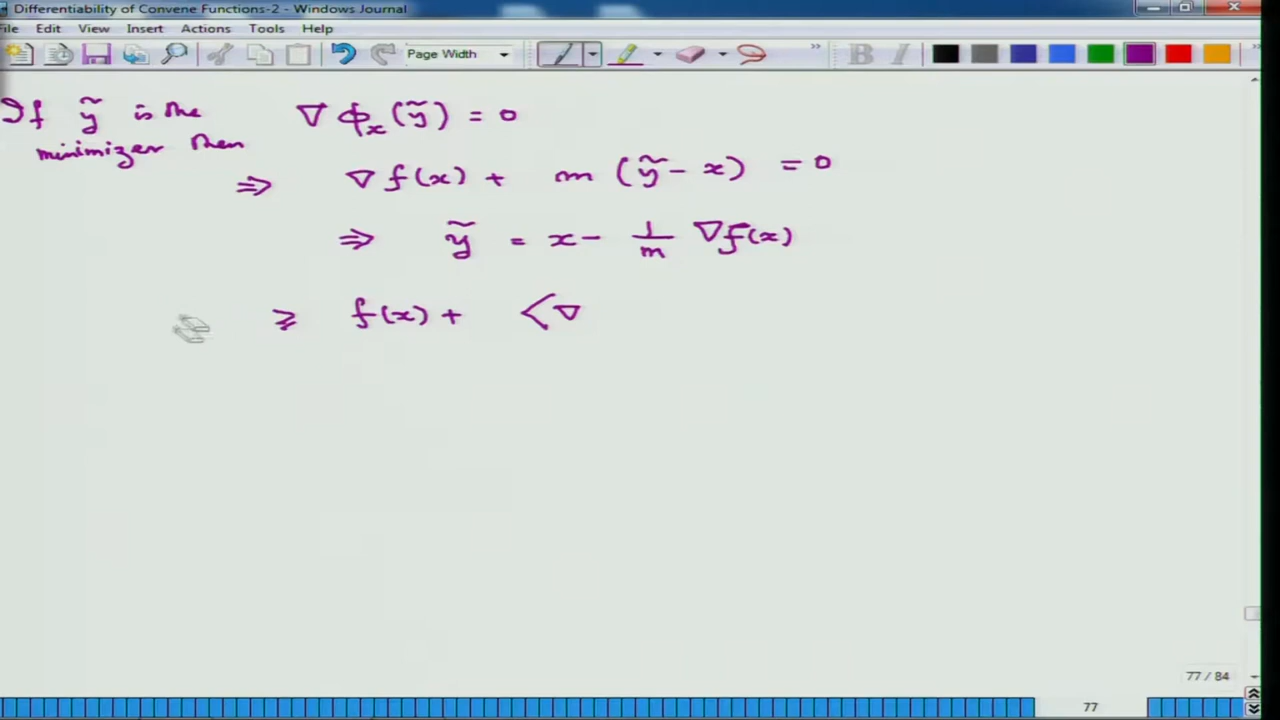 Differentiability of Convene Functions-2 - Windows Journal
File Edit View Insert Actions Tools Help
Page Width
B I
If ỹ is the ∇ϕₓ(ỹ) = 0
minimizer then
⇒ ∇f(x) + m(ỹ - x) = 0
⇒ ỹ = x - 1/m ∇f(x)
≥ f(x) + <∇
77 / 84
77